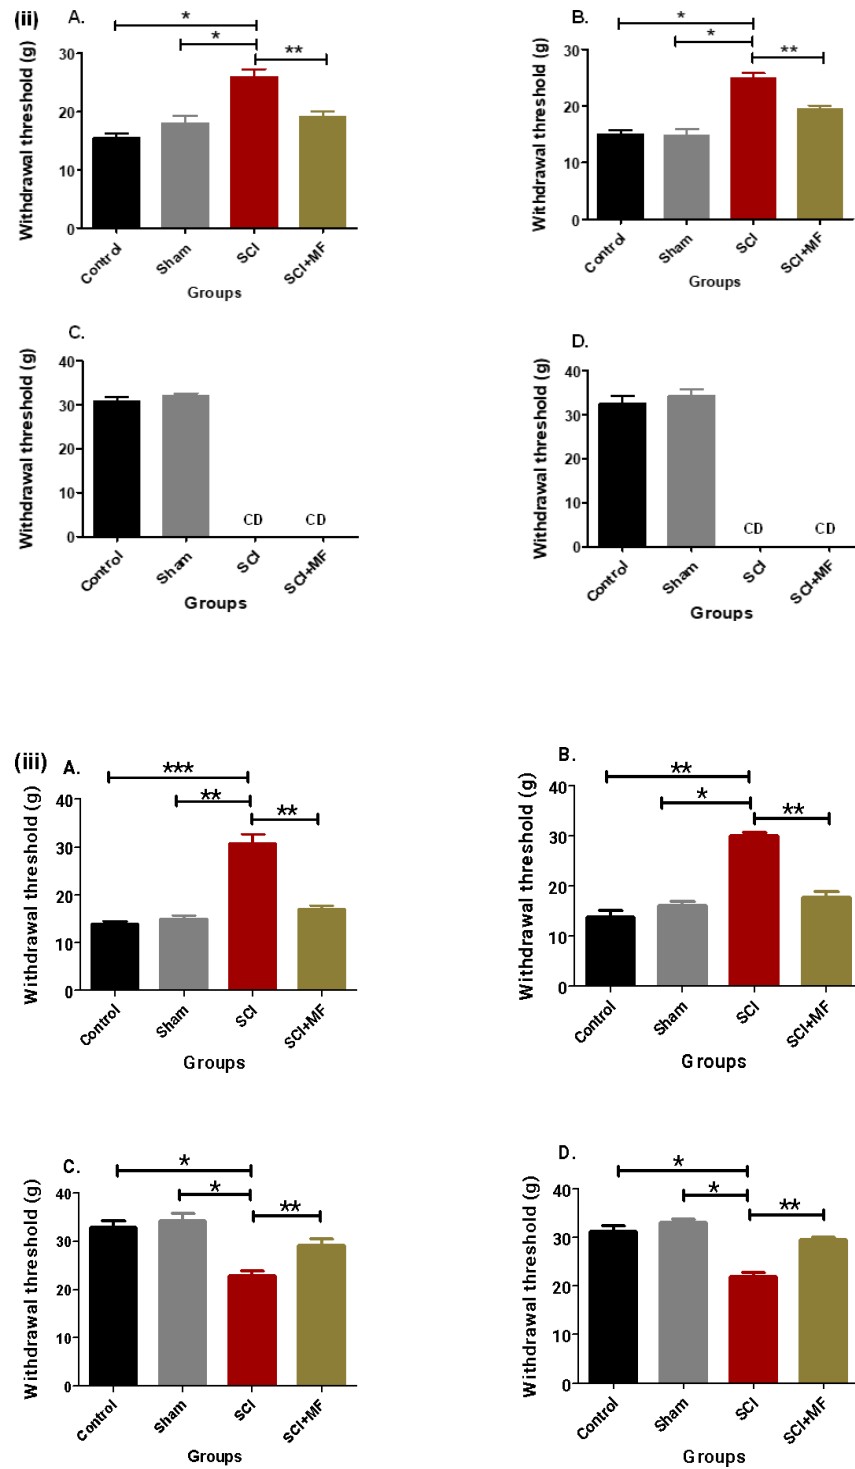 (ii)
A.
*
*
**
Withdrawal threshold (g)
30
20
10
0
Control
Sham
SCI
SCI+MF
Groups
B.
*
*
**
Withdrawal threshold (g)
30
20
10
0
Control
Sham
SCI
SCI+MF
Groups
C.
Withdrawal threshold (g)
40
30
20
10
0
CD
CD
Control
Sham
SCI
SCI+MF
Groups
D.
Withdrawal threshold (g)
40
30
20
10
0
CD
CD
Control
Sham
SCI
SCI+MF
Groups
(iii)
A.
***
**
**
Withdrawal threshold (g)
40
30
20
10
0
Control
Sham
SCI
SCI+MF
Groups
B.
**
*
**
Withdrawal threshold (g)
40
30
20
10
0
Control
Sham
SCI
SCI+MF
Groups
C.
*
*
**
Withdrawal threshold (g)
40
30
20
10
0
Control
Sham
SCI
SCI+MF
Groups
D.
*
*
**
Withdrawal threshold (g)
40
30
20
10
0
Control
Sham
SCI
SCI+MF
Groups